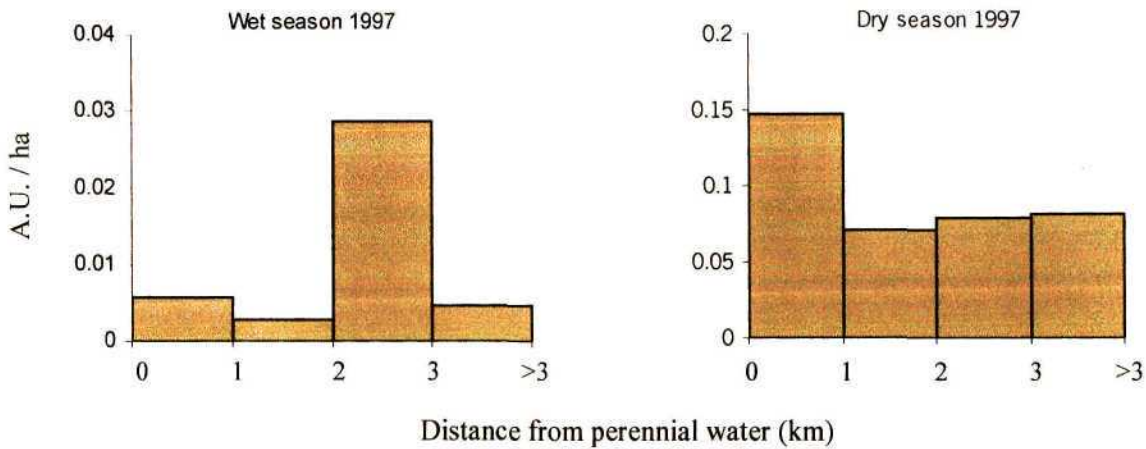 Wet season 1997
0.04
0.03
0.02
0.01
0
0 1 2 3 >3
A.U. / ha
Dry season 1997
0.2
0.15
0.1
0.05
0
0 1 2 3 >3
Distance from perennial water (km)